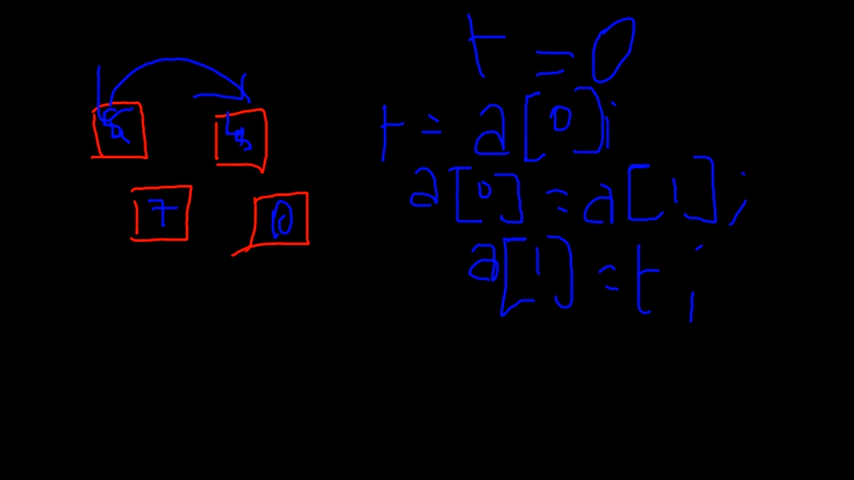 t = 0
t = a[0];
a[0] = a[1];
a[1] = t;
7 0